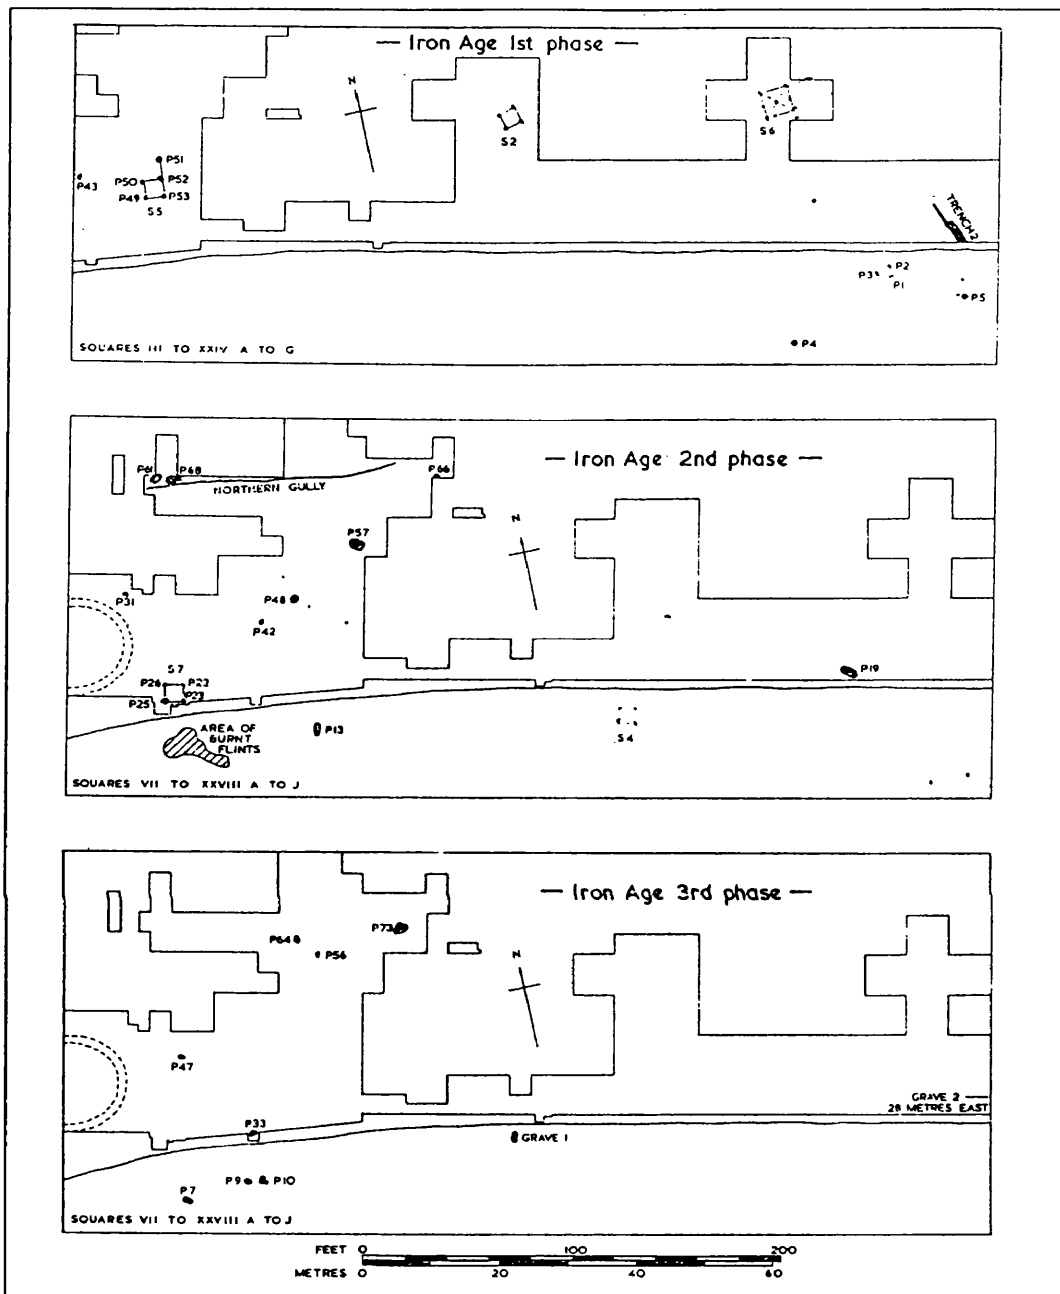 — Iron Age 1st phase —
N
S2
S6
P51
P50
P52
P43
P49
P53
S5
TRENCH 2
P2
P3
P1
P5
P4
SQUARES III TO XXIV A TO G
— Iron Age 2nd phase —
P61
P68
P66
NORTHERN GULLY
P57
N
P31
P48
P42
S7
P26
P22
P25
P23
P19
AREA OF
BURNT
FLINTS
P13
S4
SQUARES VII TO XXVIII A TO J
— Iron Age 3rd phase —
P64
P73
P56
N
P47
GRAVE 2 —
28 METRES EAST
P33
GRAVE 1
P9
P10
P7
SQUARES VII TO XXVIII A TO J
FEET 0 100 200
METRES 0 20 40 60